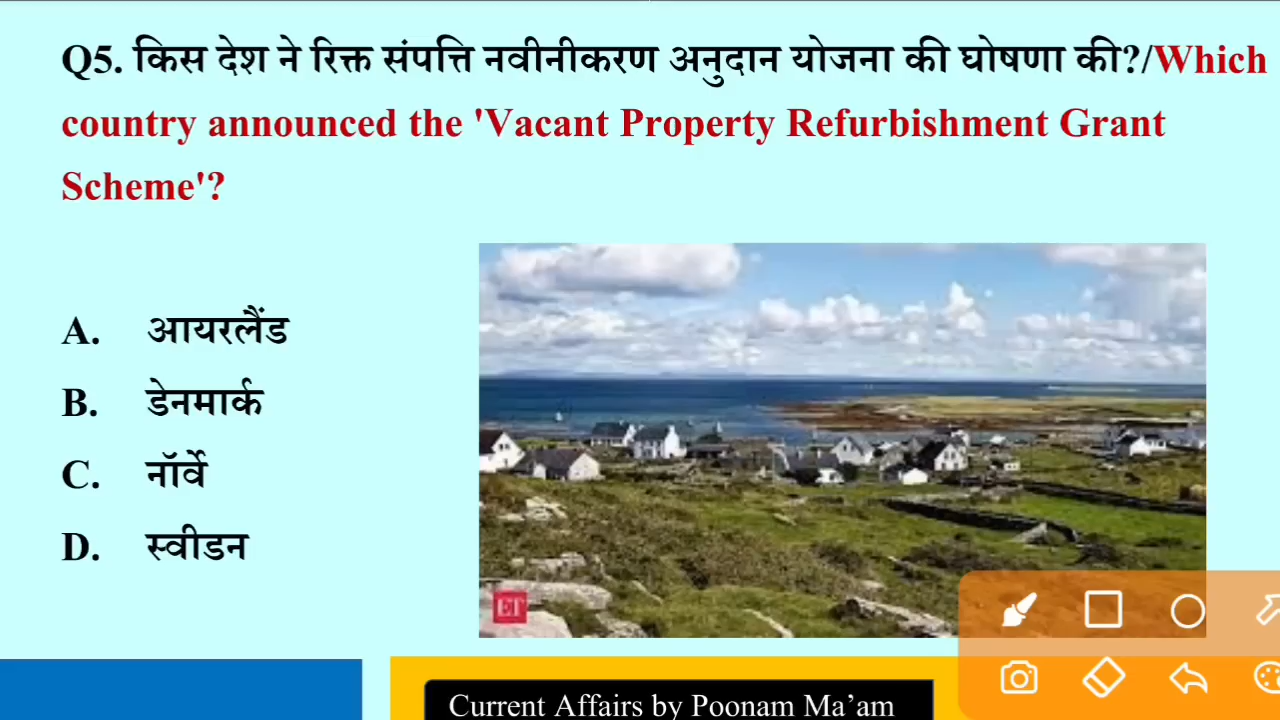 Q5. किस देश ने रिक्त संपत्ति नवीनीकरण अनुदान योजना की घोषणा की?/Which
country announced the 'Vacant Property Refurbishment Grant
Scheme'?
A. आयरलैंड
B. डेनमार्क
C. नॉर्वे
D. स्वीडन
ET
Current Affairs by Poonam Ma’am